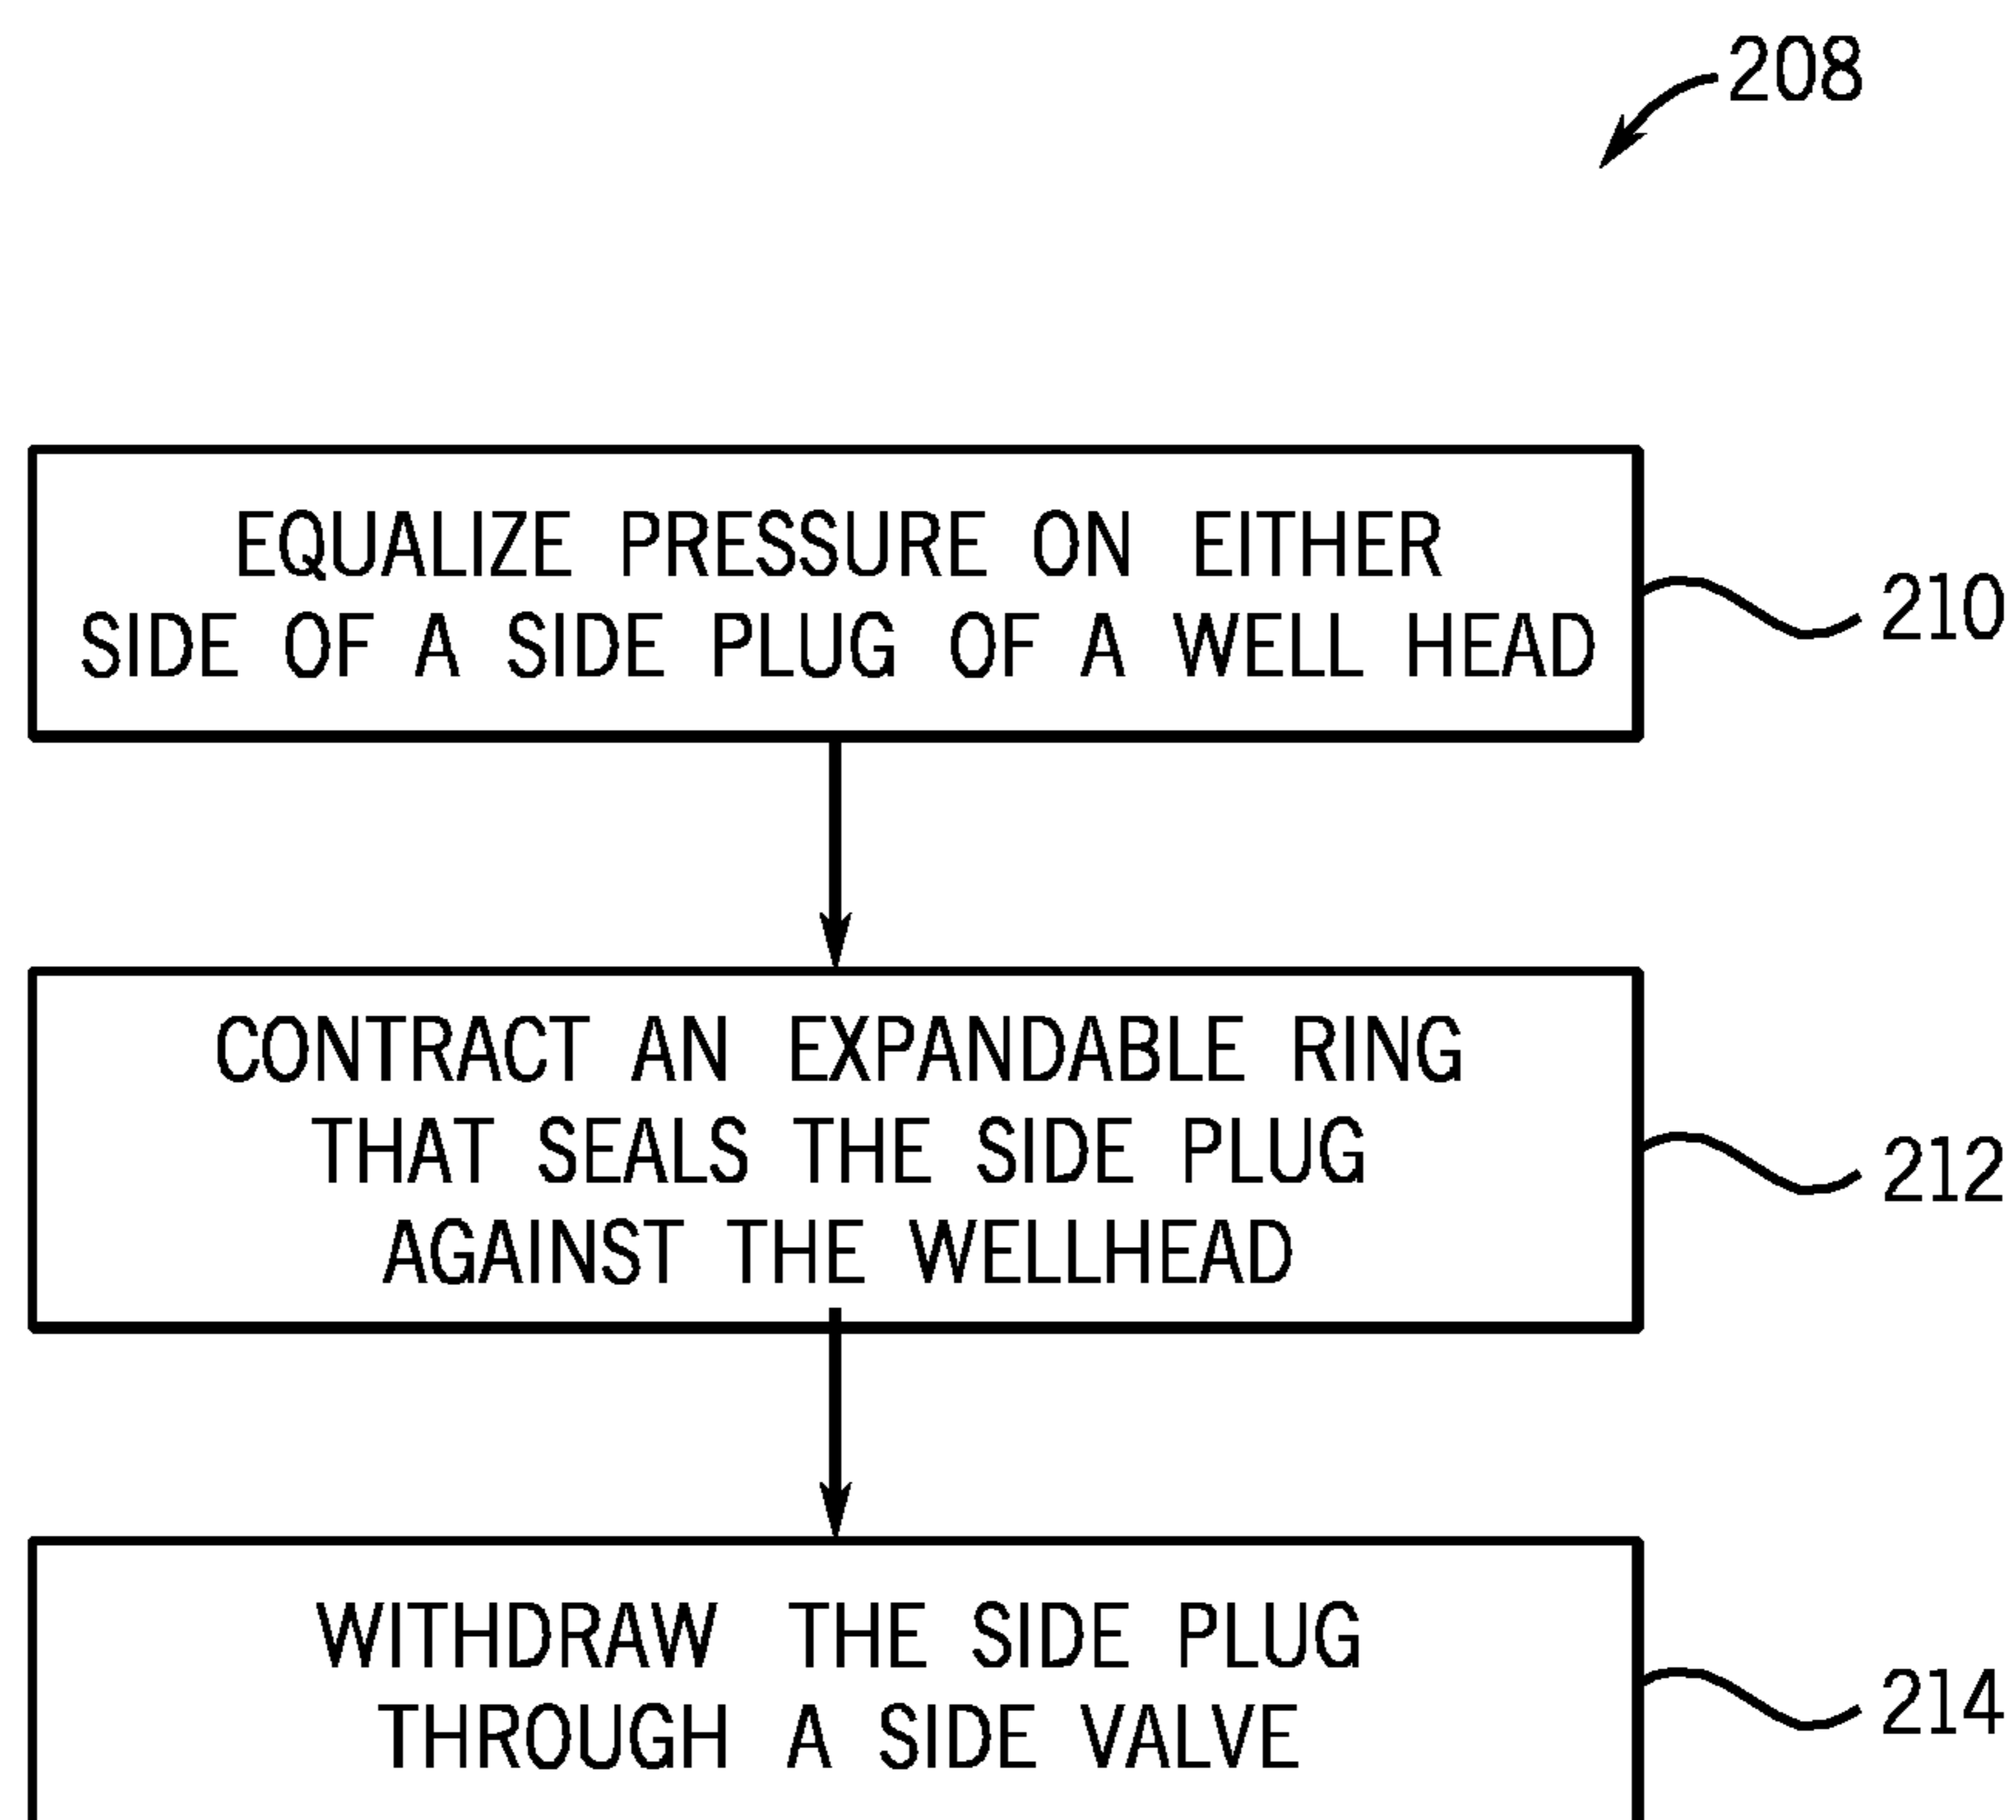 208
EQUALIZE PRESSURE ON EITHER
SIDE OF A SIDE PLUG OF A WELL HEAD
210
CONTRACT AN EXPANDABLE RING
THAT SEALS THE SIDE PLUG
AGAINST THE WELLHEAD
212
WITHDRAW THE SIDE PLUG
THROUGH A SIDE VALVE
214